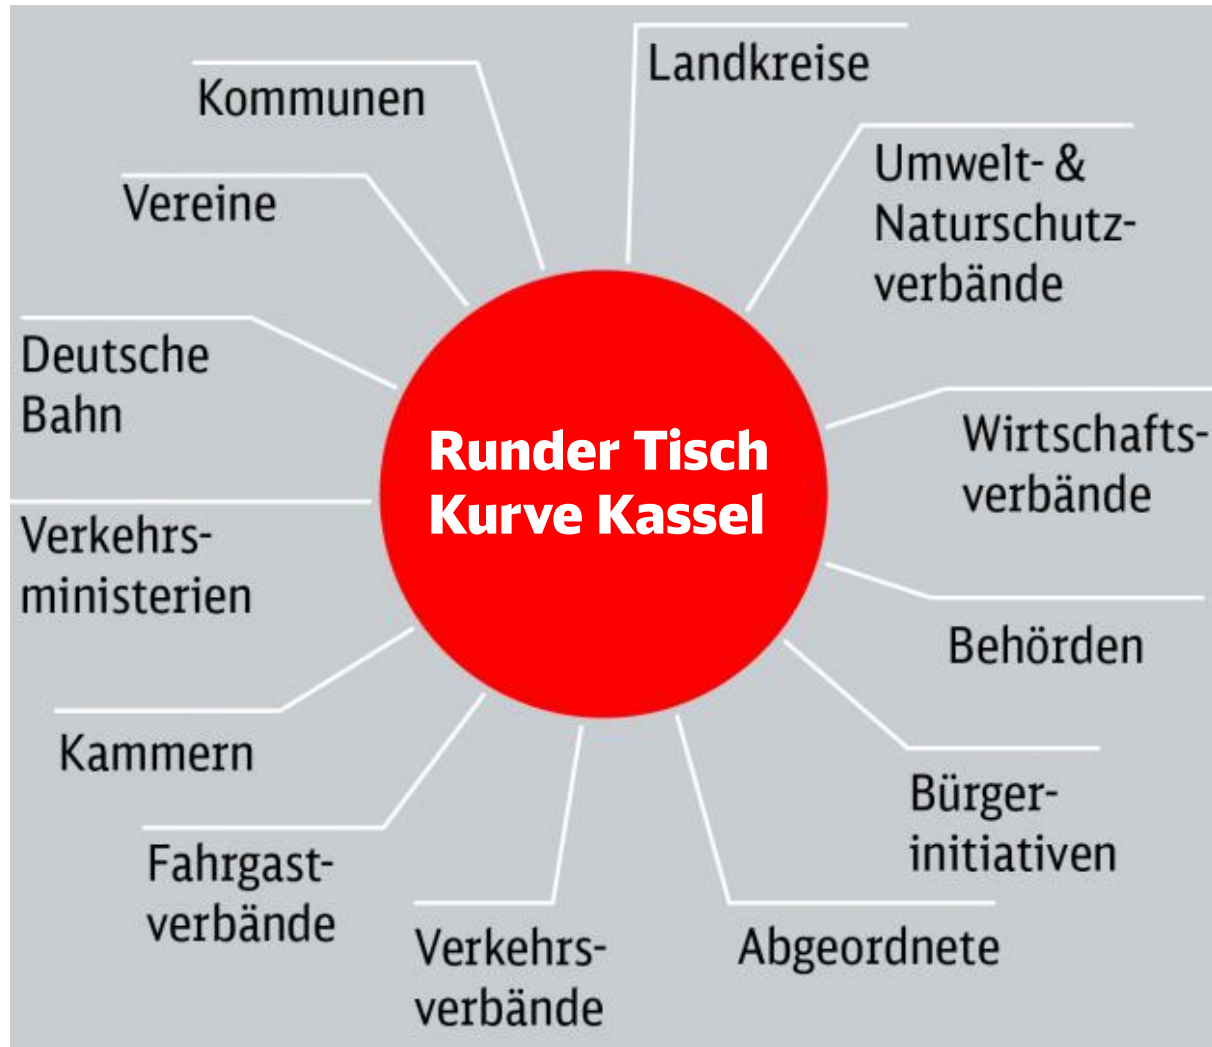 Landkreise
Kommunen
Umwelt- &
Naturschutz-
verbände
Vereine
Deutsche
Bahn
Wirtschafts-
verbände
Runder Tisch
Kurve Kassel
Verkehrs-
ministerien
Behörden
Kammern
Bürger-
initiativen
Fahrgast-
verbände
Verkehrs-
verbände
Abgeordnete